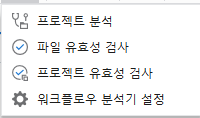 프로젝트 분석
파일 유효성 검사
프로젝트 유효성 검사
워크플로우 분석기 설정